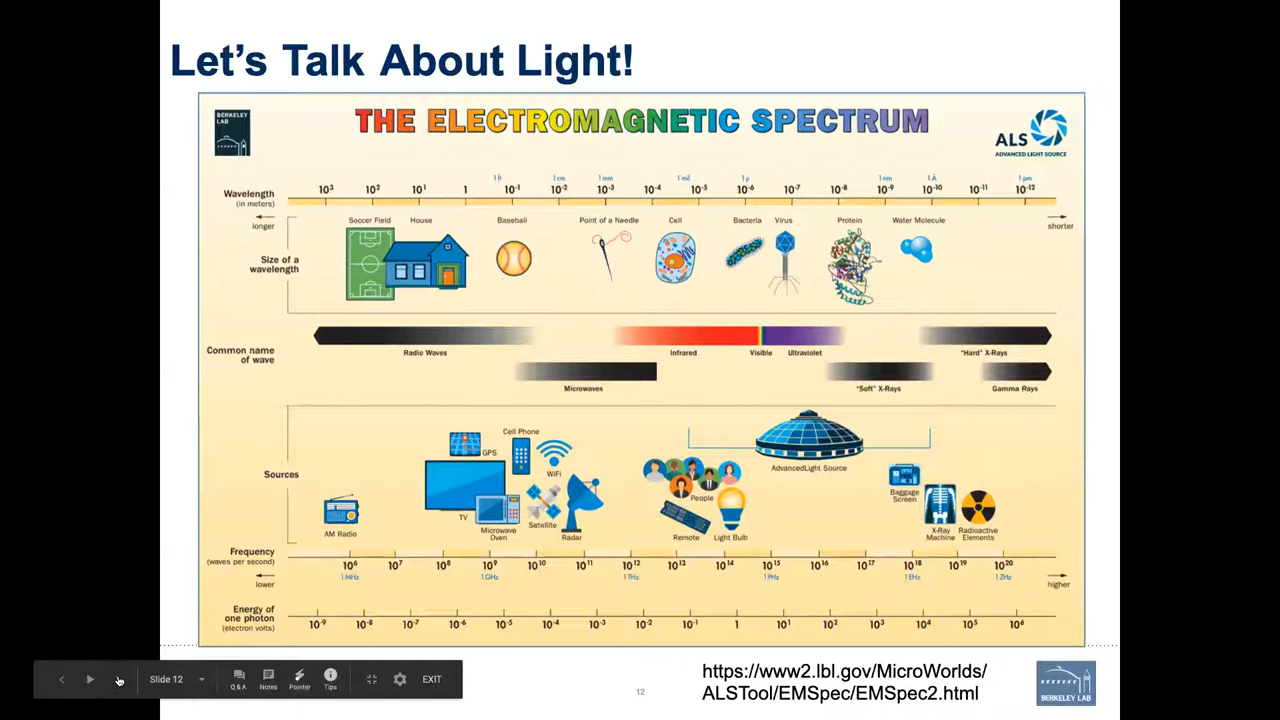 Let's Talk About Light!
BERKELEY
LAB
THE ELECTROMAGNETIC SPECTRUM
ALS
ADVANCED LIGHT SOURCE
1 ft 1 cm 1 mm 1 mil 1 µ 1 nm 1 Å 1 pm
Wavelength 10³ 10² 10¹ 1 10⁻¹ 10⁻² 10⁻³ 10⁻⁴ 10⁻⁵ 10⁻⁶ 10⁻⁷ 10⁻⁸ 10⁻⁹ 10⁻¹⁰ 10⁻¹¹ 10⁻¹²
(in meters)
longer
shorter
Soccer Field House Baseball Point of a Needle Cell Bacteria Virus Protein Water Molecule
Size of a
wavelength
Common name
of wave
Radio Waves Infrared Visible Ultraviolet "Hard" X-Rays
Microwaves "Soft" X-Rays Gamma Rays
Sources
AM Radio
GPS
TV
Cell Phone
WiFi
Microwave
Oven
Satellite
Radar
People
Remote
Light Bulb
AdvancedLight Source
Baggage
Screen
X-Ray
Machine
Radioactive
Elements
Frequency 10⁶ 10⁷ 10⁸ 10⁹ 10¹⁰ 10¹¹ 10¹² 10¹³ 10¹⁴ 10¹⁵ 10¹⁶ 10¹⁷ 10¹⁸ 10¹⁹ 10²⁰
(waves per second)
lower 1 MHz 1 GHz 1 THz 1 PHz 1 EHz 1 ZHz higher
Energy of
one photon 10⁻⁹ 10⁻⁸ 10⁻⁷ 10⁻⁶ 10⁻⁵ 10⁻⁴ 10⁻³ 10⁻² 10⁻¹ 1 10¹ 10² 10³ 10⁴ 10⁵ 10⁶
(electron volts)
Slide 12
Q & A Notes Pointer Tips
EXIT
12
https://www2.lbl.gov/MicroWorlds/
ALSTool/EMSpec/EMSpec2.html
BERKELEY LAB